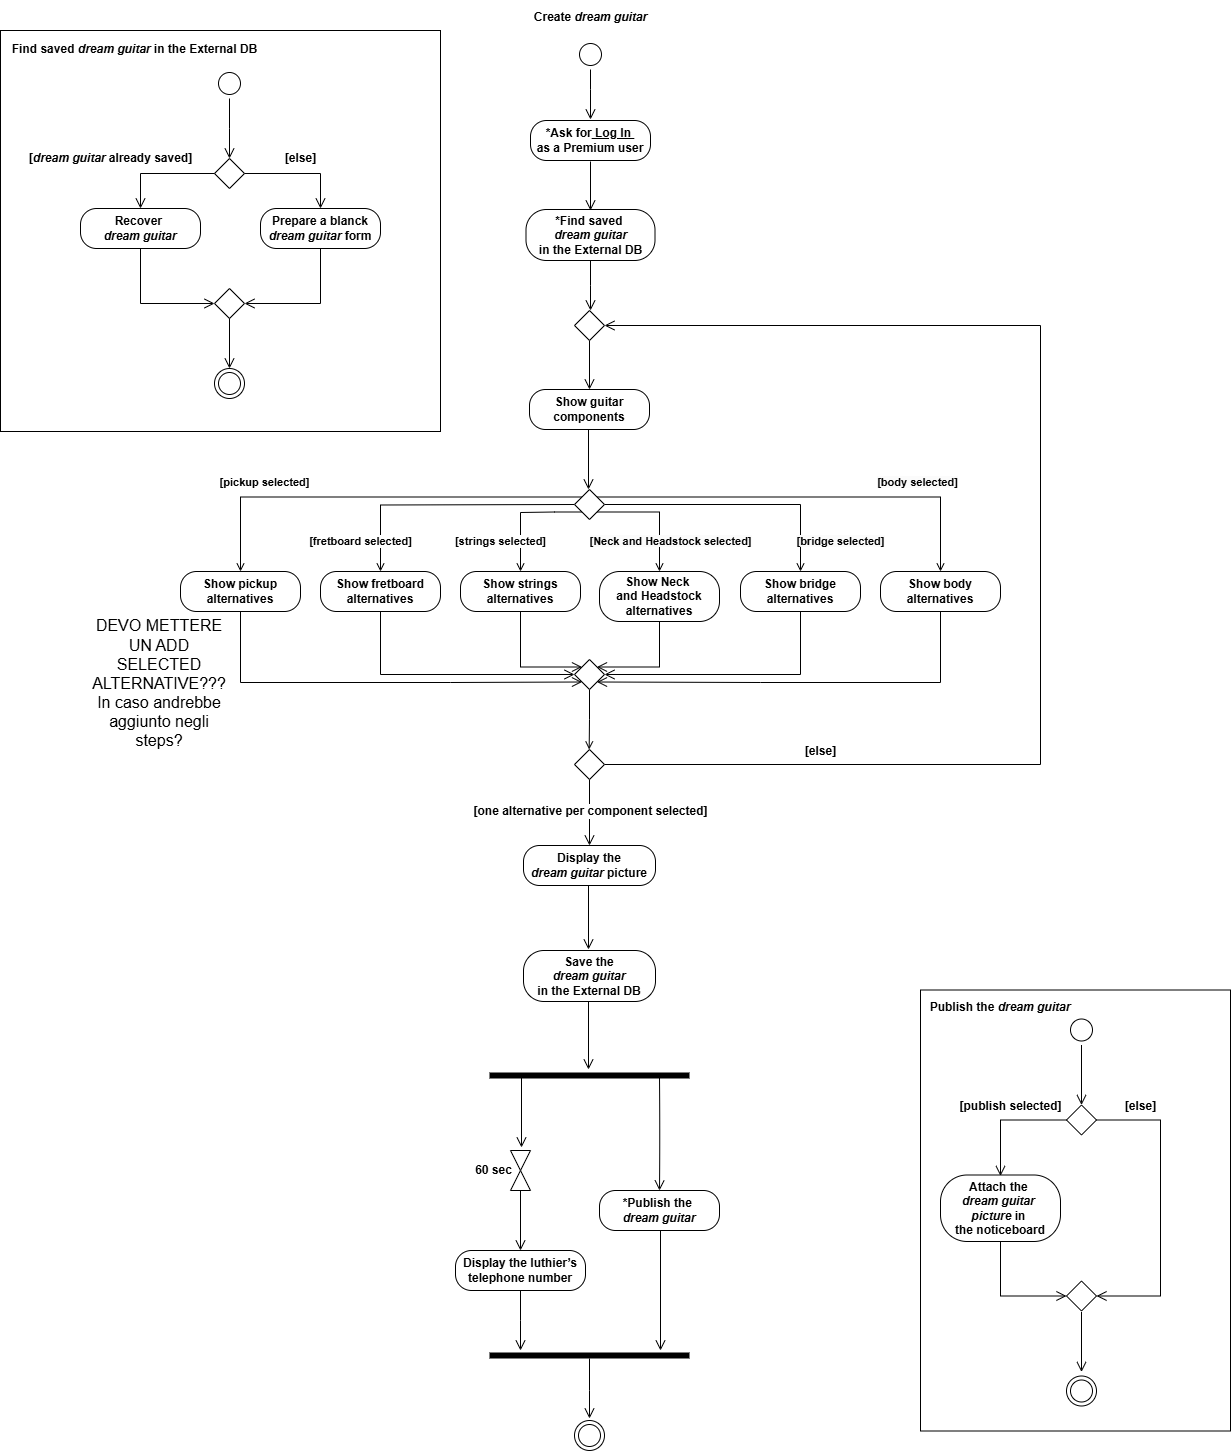 Create dream guitar
Find saved dream guitar in the External DB
[dream guitar already saved]
[else]
Recover
dream guitar
Prepare a blanck
dream guitar form
*Ask for Log In
as a Premium user
*Find saved
dream guitar
in the External DB
Show guitar
components
[pickup selected]
[body selected]
[fretboard selected]
[strings selected]
[Neck and Headstock selected]
[bridge selected]
Show pickup
alternatives
Show fretboard
alternatives
Show strings
alternatives
Show Neck
and Headstock
alternatives
Show bridge
alternatives
Show body
alternatives
DEVO METTERE
UN ADD
SELECTED
ALTERNATIVE???
In caso andrebbe
aggiunto negli
steps?
[else]
[one alternative per component selected]
Display the
dream guitar picture
Save the
dream guitar
in the External DB
60 sec
*Publish the
dream guitar
Display the luthier's
telephone number
Publish the dream guitar
[publish selected]
[else]
Attach the
dream guitar
picture in
the noticeboard